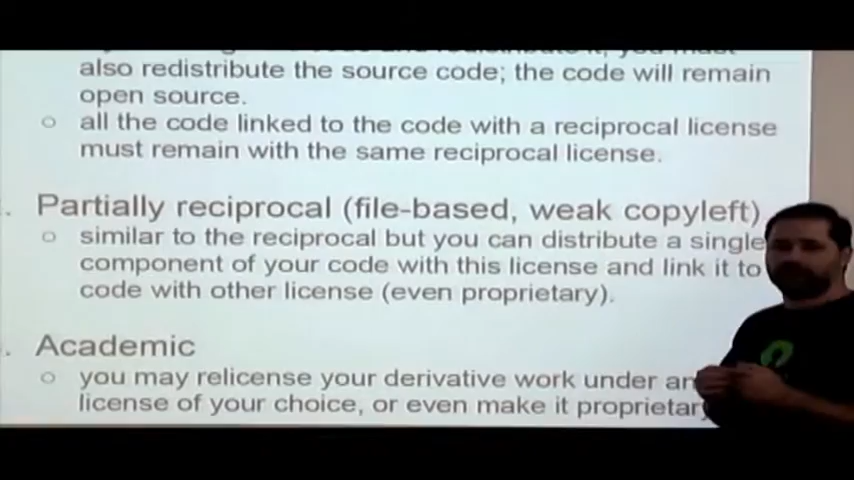 also redistribute the source code; the code will remain
open source.
○ all the code linked to the code with a reciprocal license
must remain with the same reciprocal license.
. Partially reciprocal (file-based, weak copyleft)
○ similar to the reciprocal but you can distribute a single
component of your code with this license and link it to
code with other license (even proprietary).
. Academic
○ you may relicense your derivative work under
license of your choice, or even make it proprietary